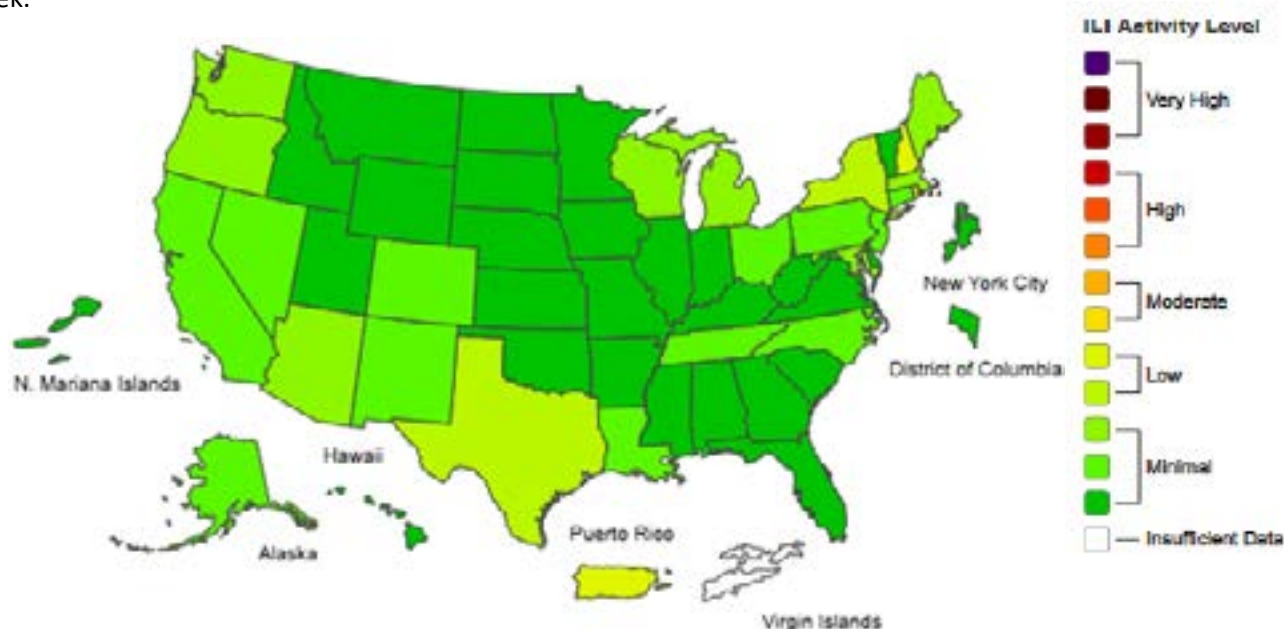 ek.
ILI Activity Level
Very High
High
Moderate
Low
Minimal
Insufficient Data
New York City
District of Columbia
N. Mariana Islands
Hawaii
Alaska
Puerto Rico
Virgin Islands